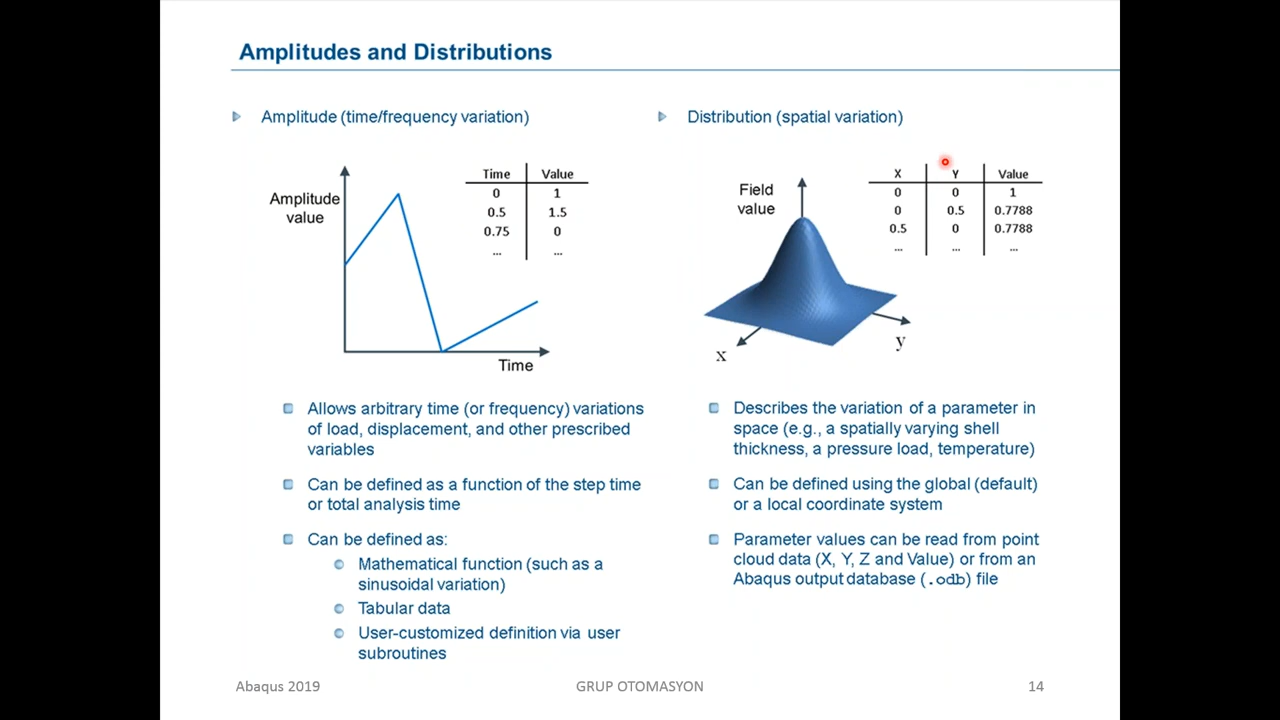 Amplitudes and Distributions
Amplitude (time/frequency variation)
Amplitude
value
Time
Time Value
0 1
0.5 1.5
0.75 0
... ...
Allows arbitrary time (or frequency) variations
of load, displacement, and other prescribed
variables
Can be defined as a function of the step time
or total analysis time
Can be defined as:
Mathematical function (such as a
sinusoidal variation)
Tabular data
User-customized definition via user
subroutines
Distribution (spatial variation)
Field
value
x
y
X Y Value
0 0 1
0 0.5 0.7788
0.5 0 0.7788
... ... ...
Describes the variation of a parameter in
space (e.g., a spatially varying shell
thickness, a pressure load, temperature)
Can be defined using the global (default)
or a local coordinate system
Parameter values can be read from point
cloud data (X, Y, Z and Value) or from an
Abaqus output database (.odb) file
Abaqus 2019
GRUP OTOMASYON
14